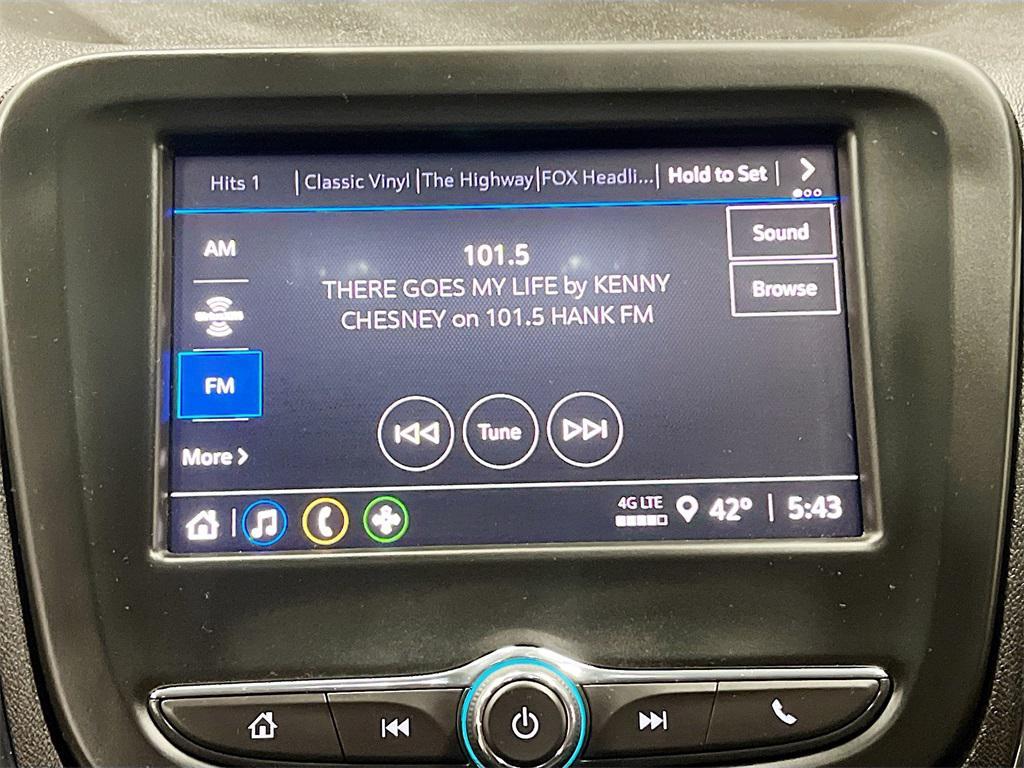 Hits 1 | Classic Vinyl | The Highway | FOX Headli... | Hold to Set |
AM
Sound
101.5
THERE GOES MY LIFE by KENNY
CHESNEY on 101.5 HANK FM
Browse
FM
Tune
More
4G LTE
42° | 5:43